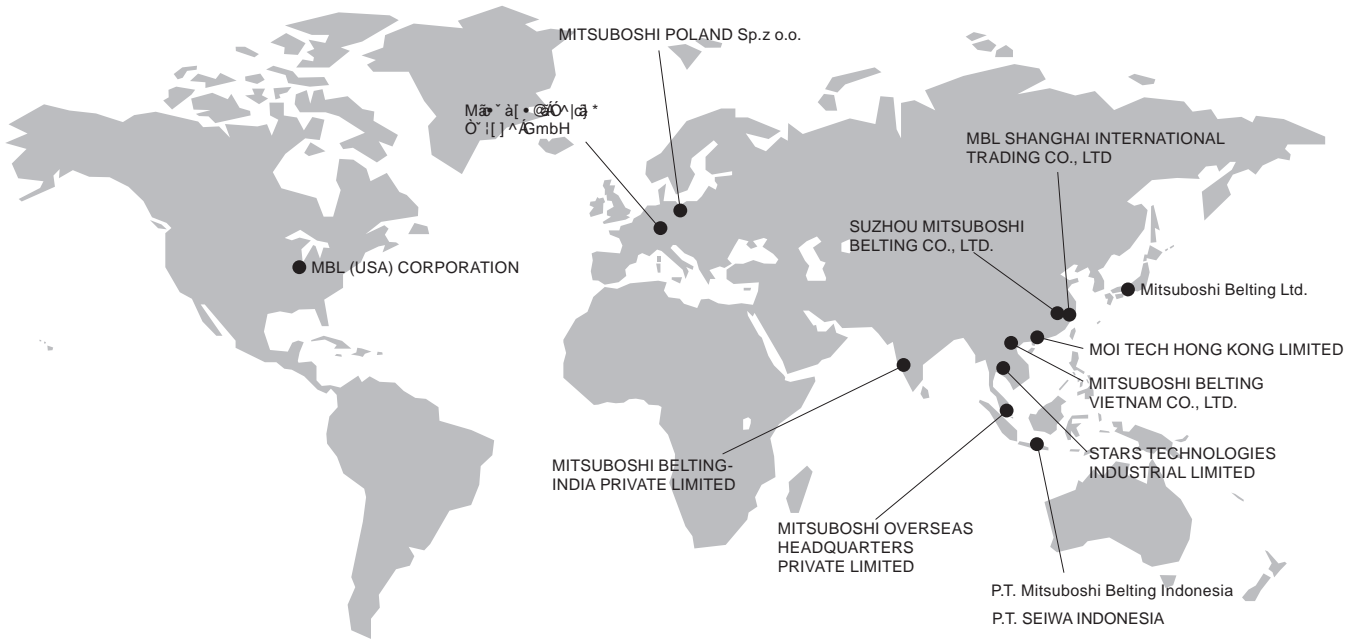 MITSUBOSHI POLAND Sp.z o.o.
GmbH
MBL SHANGHAI INTERNATIONAL
TRADING CO., LTD
SUZHOU MITSUBOSHI
BELTING CO., LTD.
MBL (USA) CORPORATION
Mitsuboshi Belting Ltd.
MOI TECH HONG KONG LIMITED
MITSUBOSHI BELTING
VIETNAM CO., LTD.
STARS TECHNOLOGIES
INDUSTRIAL LIMITED
MITSUBOSHI BELTING-
INDIA PRIVATE LIMITED
MITSUBOSHI OVERSEAS
HEADQUARTERS
PRIVATE LIMITED
P.T. Mitsuboshi Belting Indonesia
P.T. SEIWA INDONESIA